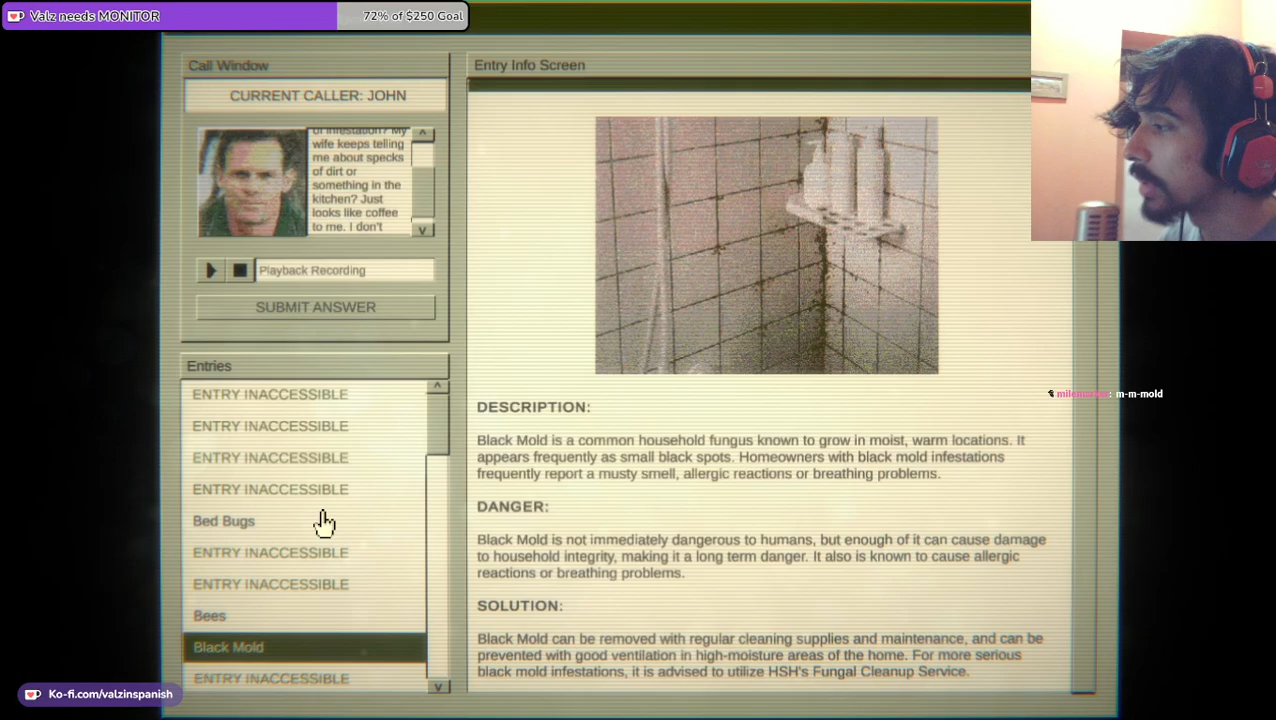 Valz needs MONITOR
72% of $250 Goal
Call Window
CURRENT CALLER: JOHN
of infestation? My
wife keeps telling
me about specks
of dirt or
something in the
kitchen? Just
looks like coffee
to me. I don't
Playback Recording
SUBMIT ANSWER
Entries
ENTRY INACCESSIBLE
ENTRY INACCESSIBLE
ENTRY INACCESSIBLE
ENTRY INACCESSIBLE
Bed Bugs
ENTRY INACCESSIBLE
ENTRY INACCESSIBLE
Bees
Black Mold
ENTRY INACCESSIBLE
Entry Info Screen
DESCRIPTION:
Black Mold is a common household fungus known to grow in moist, warm locations. It
appears frequently as small black spots. Homeowners with black mold infestations
frequently report a musty smell, allergic reactions or breathing problems.
DANGER:
Black Mold is not immediately dangerous to humans, but enough of it can cause damage
to household integrity, making it a long term danger. It also is known to cause allergic
reactions or breathing problems.
SOLUTION:
Black Mold can be removed with regular cleaning supplies and maintenance, and can be
prevented with good ventilation in high-moisture areas of the home. For more serious
black mold infestations, it is advised to utilize HSH's Fungal Cleanup Service.
: m-m-mold
Ko-fi.com/valzinspanish